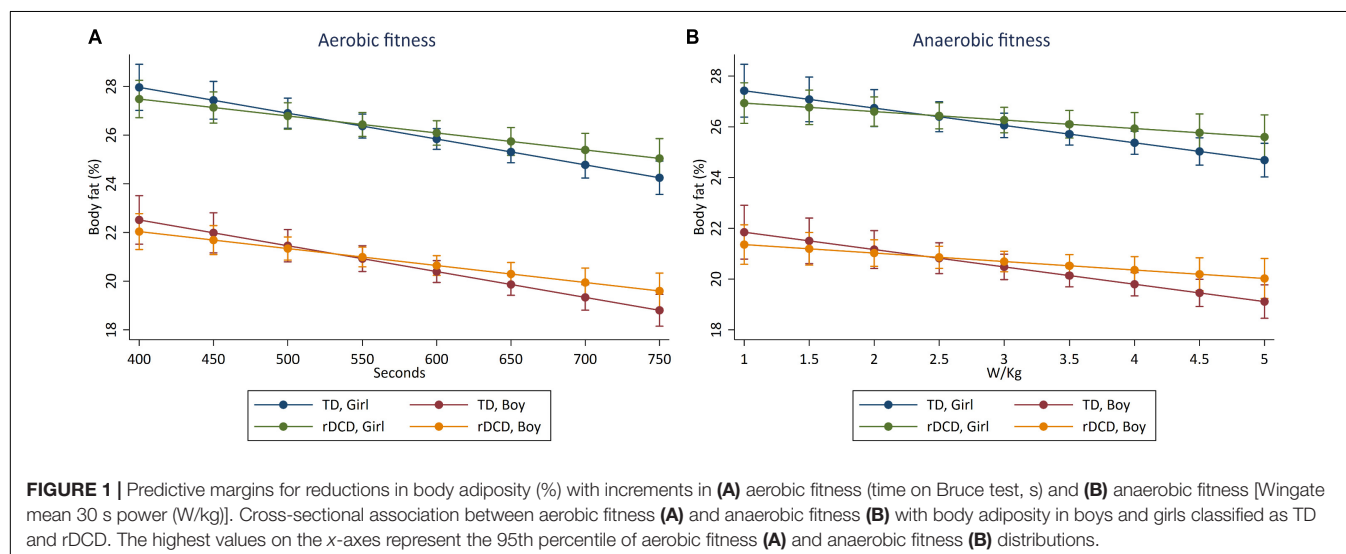 A
Aerobic fitness
Body fat (%)
28
26
24
22
20
18
400 450 500 550 600 650 700 750
Seconds
TD, Girl TD, Boy
rDCD, Girl rDCD, Boy
B
Anaerobic fitness
Body fat (%)
28
26
24
22
20
18
1 1.5 2 2.5 3 3.5 4 4.5 5
W/Kg
TD, Girl TD, Boy
rDCD, Girl rDCD, Boy
FIGURE 1 | Predictive margins for reductions in body adiposity (%) with increments in (A) aerobic fitness (time on Bruce test, s) and (B) anaerobic fitness [Wingate
mean 30 s power (W/kg)]. Cross-sectional association between aerobic fitness (A) and anaerobic fitness (B) with body adiposity in boys and girls classified as TD
and rDCD. The highest values on the x-axes represent the 95th percentile of aerobic fitness (A) and anaerobic fitness (B) distributions.